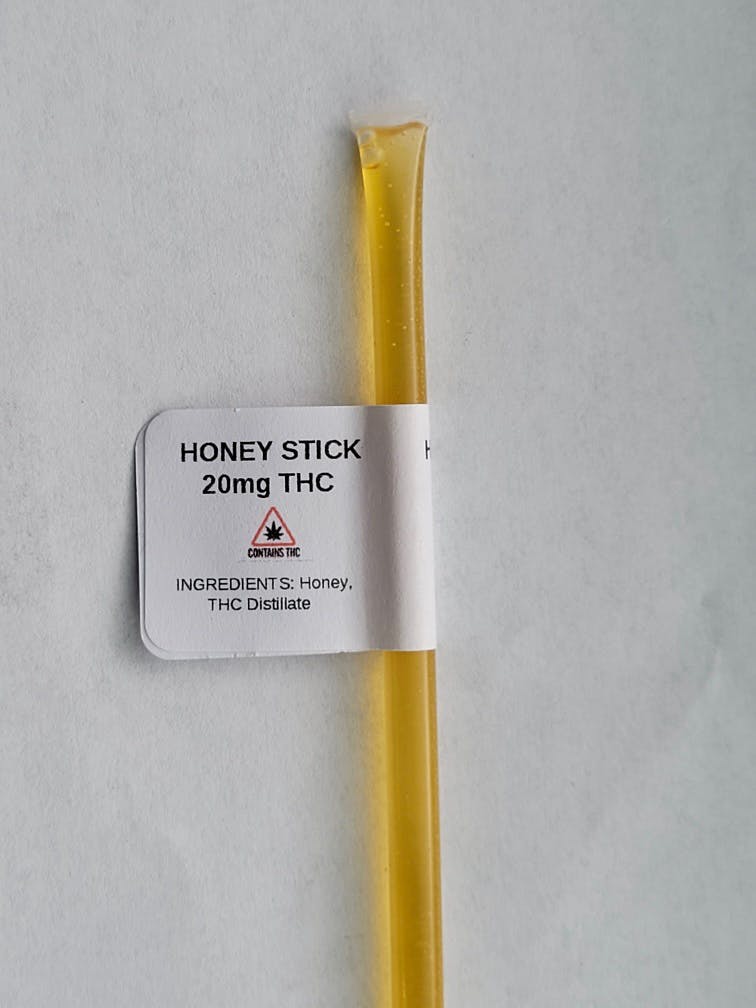 HONEY STICK
20mg THC
CONTAINS THC
INGREDIENTS: Honey,
THC Distillate
H